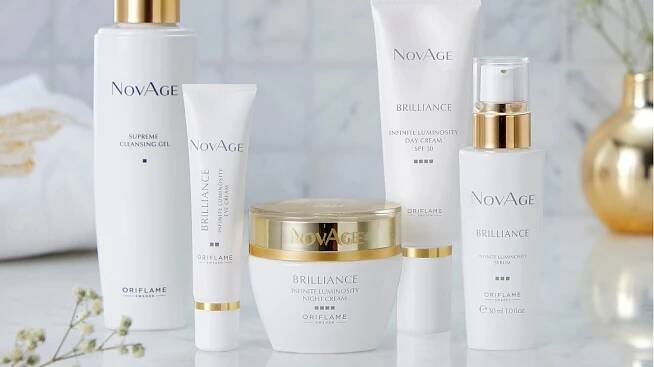 NOVAGE
SUPREME
CLEANSING GEL
ORIFLAME
SWEDEN
NOVAGE
BRILLIANCE
INFINITE LUMINOSITY
EYE CREAM
ORIFLAME
SWEDEN
NOVAGE
BRILLIANCE
INFINITE LUMINOSITY
NIGHT CREAM
ORIFLAME
SWEDEN
NOVAGE
BRILLIANCE
INFINITE LUMINOSITY
DAY CREAM
SPF 30
ORIFLAME
SWEDEN
NOVAGE
BRILLIANCE
INFINITE LUMINOSITY
SERUM
ORIFLAME
SWEDEN
℮ 30 ml 1.0 fl.oz.